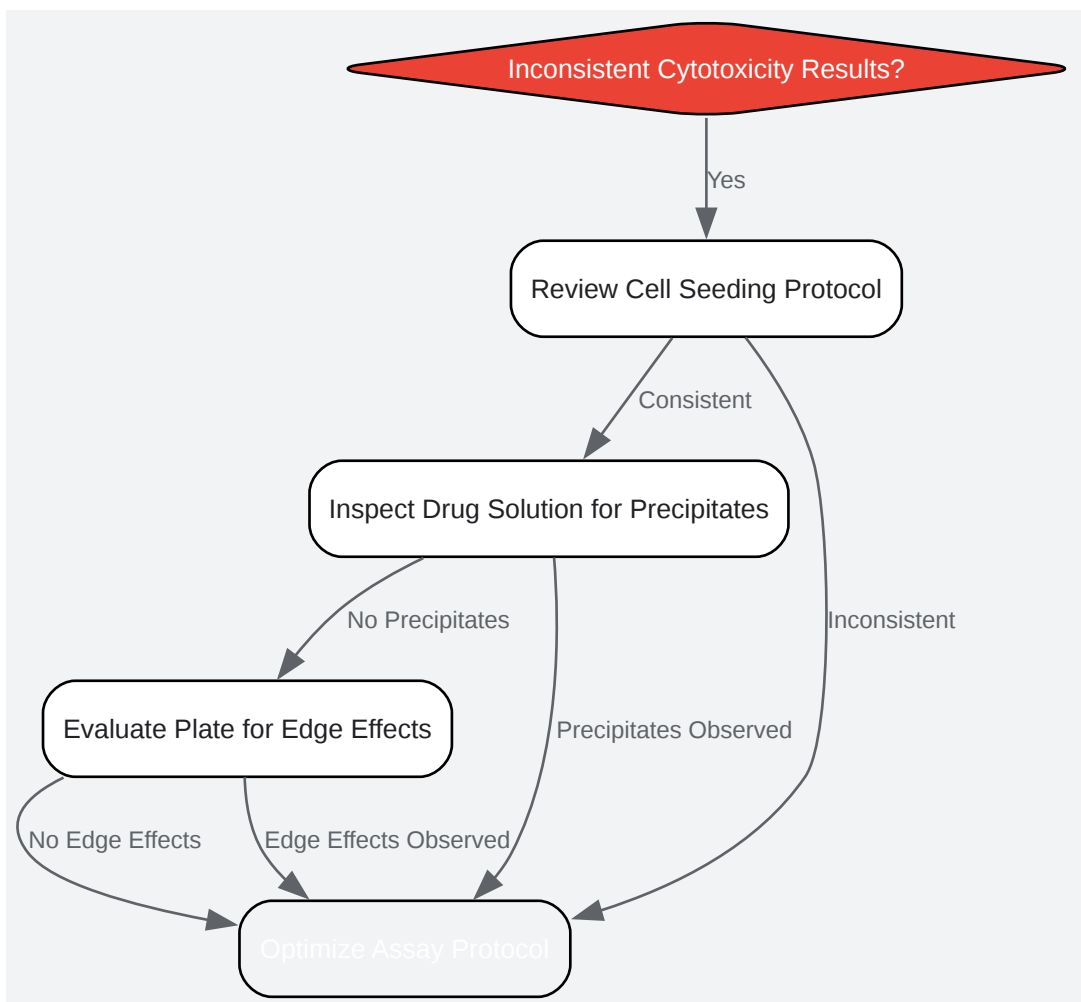 Inconsistent Cytotoxicity Results?
Yes
Review Cell Seeding Protocol
Consistent
Inspect Drug Solution for Precipitates
No Precipitates
Inconsistent
Evaluate Plate for Edge Effects
Precipitates Observed
No Edge Effects
Edge Effects Observed
Optimize Assay Protocol